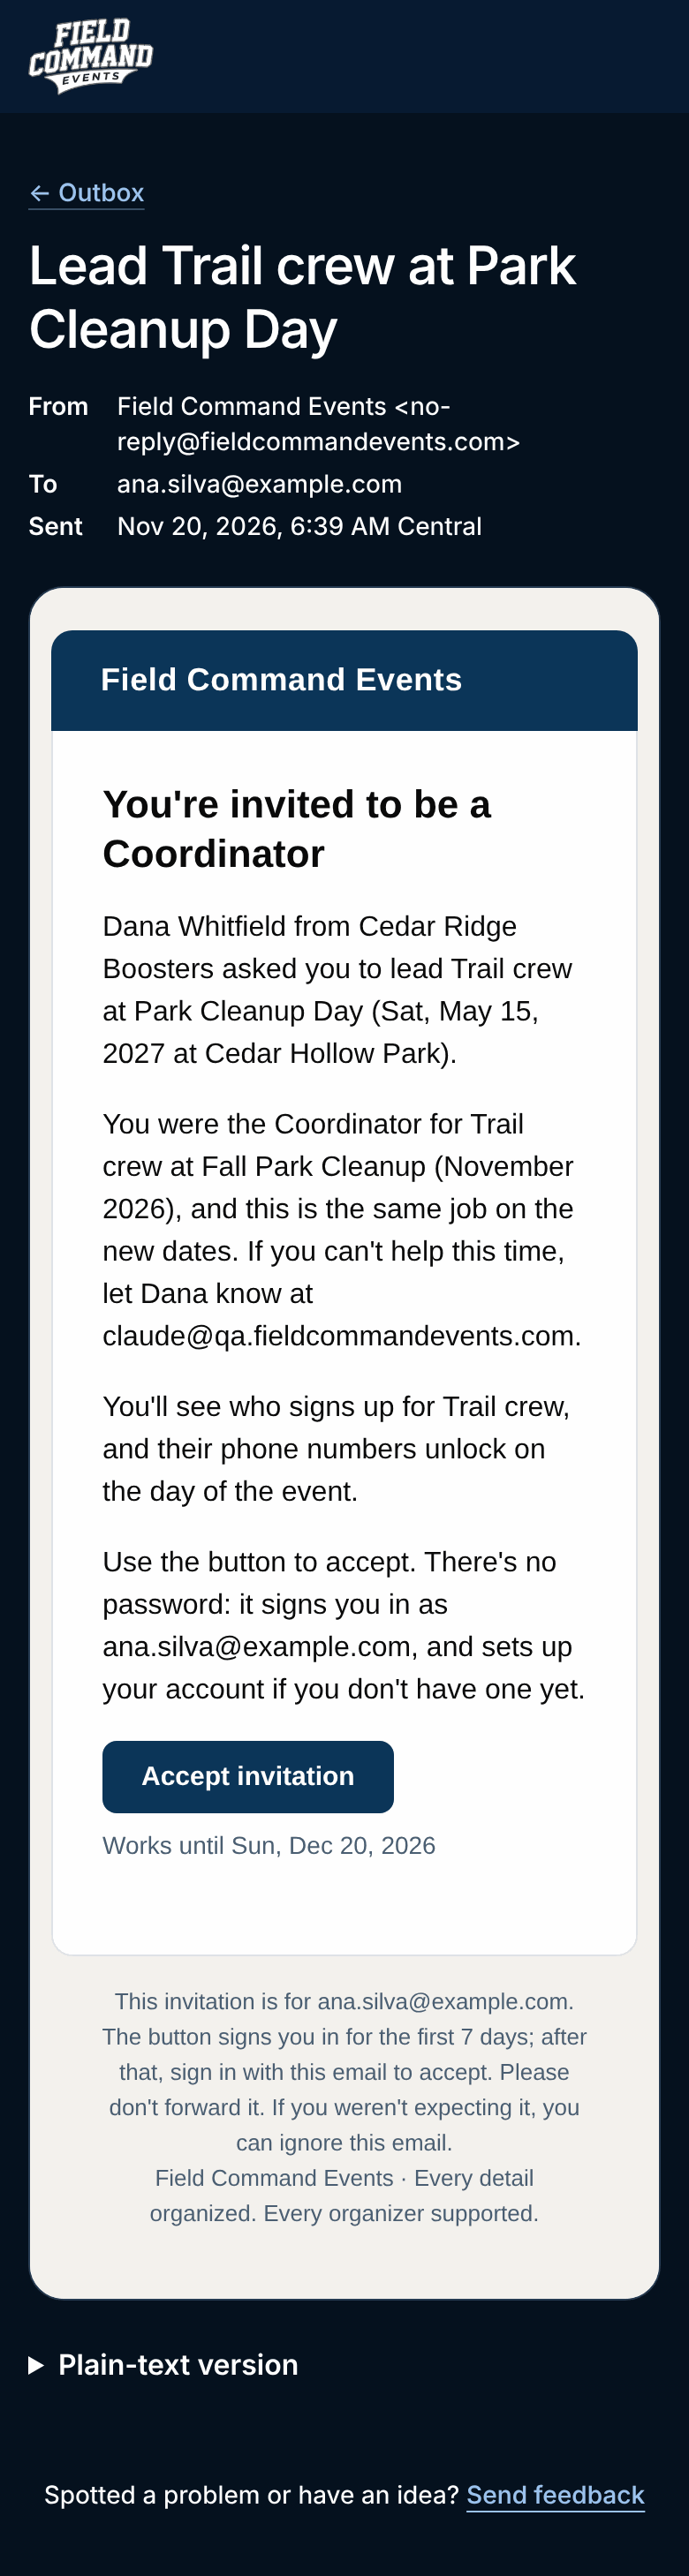 FIELD
COMMAND
EVENTS
← Outbox
Lead Trail crew at Park
Cleanup Day
From Field Command Events <no-
reply@fieldcommandevents.com>
To ana.silva@example.com
Sent Nov 20, 2026, 6:39 AM Central
Field Command Events
You're invited to be a
Coordinator
Dana Whitfield from Cedar Ridge
Boosters asked you to lead Trail crew
at Park Cleanup Day (Sat, May 15,
2027 at Cedar Hollow Park).
You were the Coordinator for Trail
crew at Fall Park Cleanup (November
2026), and this is the same job on the
new dates. If you can't help this time,
let Dana know at
claude@qa.fieldcommandevents.com.
You'll see who signs up for Trail crew,
and their phone numbers unlock on
the day of the event.
Use the button to accept. There's no
password: it signs you in as
ana.silva@example.com, and sets up
your account if you don't have one yet.
Accept invitation
Works until Sun, Dec 20, 2026
This invitation is for ana.silva@example.com.
The button signs you in for the first 7 days; after
that, sign in with this email to accept. Please
don't forward it. If you weren't expecting it, you
can ignore this email.
Field Command Events · Every detail
organized. Every organizer supported.
▶ Plain-text version
Spotted a problem or have an idea? Send feedback